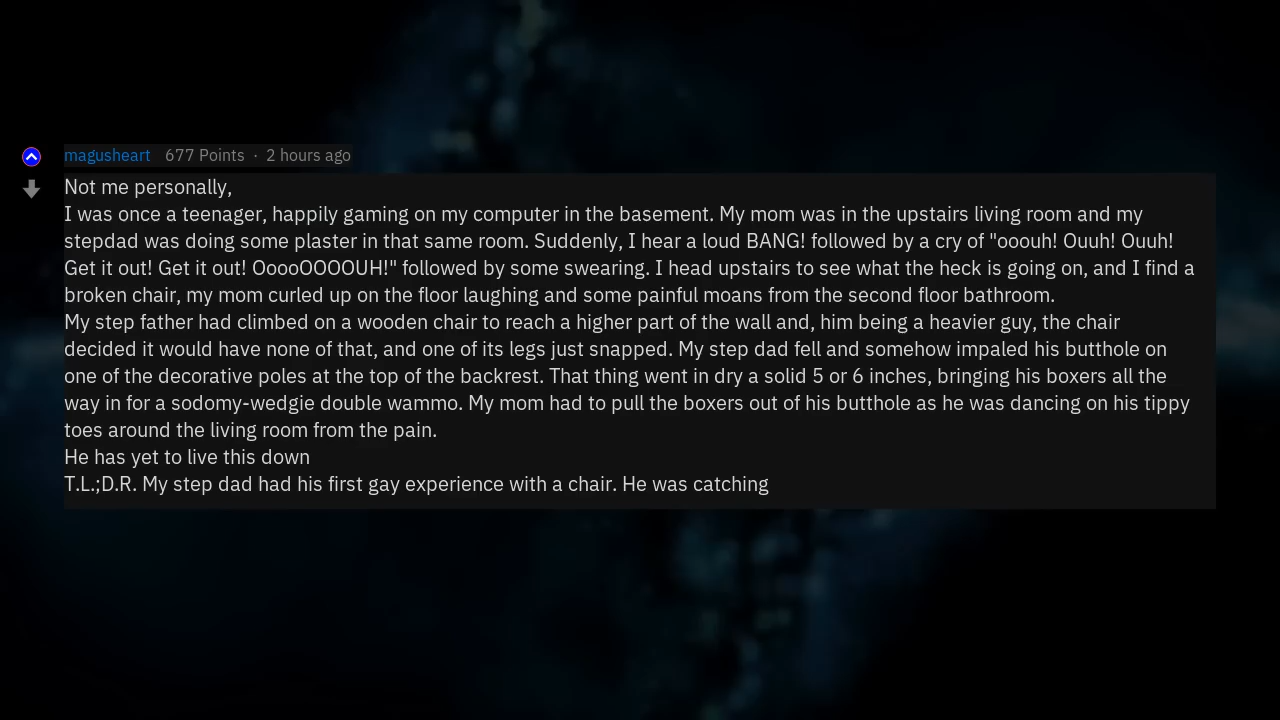 magusheart 677 Points · 2 hours ago
Not me personally,
I was once a teenager, happily gaming on my computer in the basement. My mom was in the upstairs living room and my
stepdad was doing some plaster in that same room. Suddenly, I hear a loud BANG! followed by a cry of "ooouh! Ouuh! Ouuh!
Get it out! Get it out! OoooOOOOUH!" followed by some swearing. I head upstairs to see what the heck is going on, and I find a
broken chair, my mom curled up on the floor laughing and some painful moans from the second floor bathroom.
My step father had climbed on a wooden chair to reach a higher part of the wall and, him being a heavier guy, the chair
decided it would have none of that, and one of its legs just snapped. My step dad fell and somehow impaled his butthole on
one of the decorative poles at the top of the backrest. That thing went in dry a solid 5 or 6 inches, bringing his boxers all the
way in for a sodomy-wedgie double wammo. My mom had to pull the boxers out of his butthole as he was dancing on his tippy
toes around the living room from the pain.
He has yet to live this down
T.L.;D.R. My step dad had his first gay experience with a chair. He was catching